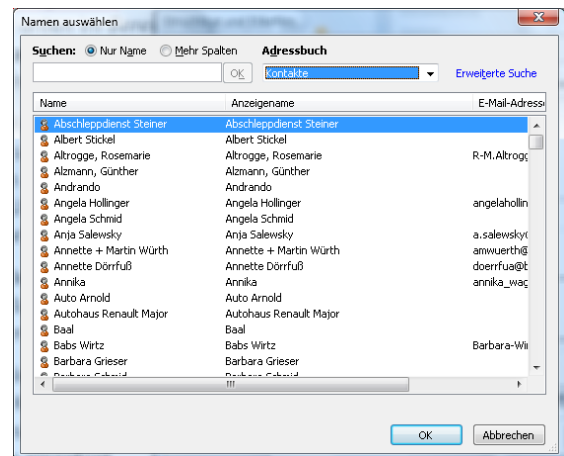 Namen auswählen
Suchen: Nur Name Mehr Spalten Adressbuch
OK Kontakte Erweiterte Suche
Name Anzeigename E-Mail-Adresse
Abschleppdienst Steiner Abschleppdienst Steiner
Albert Stickel Albert Stickel
Altrogge, Rosemarie Altrogge, Rosemarie R-M.Altrogg
Alzmann, Günther Alzmann, Günther
Andrando Andrando
Angela Hollinger Angela Hollinger angelahollin
Angela Schmid Angela Schmid
Anja Salewsky Anja Salewsky a.salewsky(
Annette + Martin Würth Annette + Martin Würth amwuerth@
Annette Dörrfuß Annette Dörrfuß doerrfua@t
Annika Annika annika_wag
Auto Arnold Auto Arnold
Autohaus Renault Major Autohaus Renault Major
Baal Baal
Babs Wirtz Babs Wirtz Barbara-Wi
Barbara Grieser Barbara Grieser
Barbara Schmid Barbara Schmid
OK Abbrechen